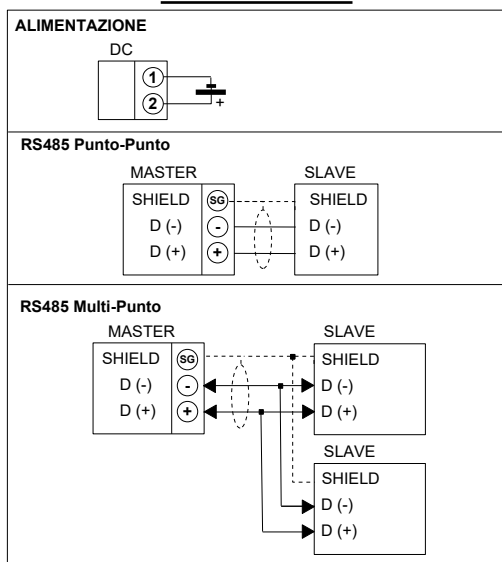 ALIMENTAZIONE
DC
1
2
+
RS485 Punto-Punto
MASTER SLAVE
SHIELD SG SHIELD
D (-) - D (-)
D (+) + D (+)
RS485 Multi-Punto
MASTER SLAVE
SHIELD SG SHIELD
D (-) - D (-)
D (+) + D (+)
SLAVE
SHIELD
D (-)
D (+)